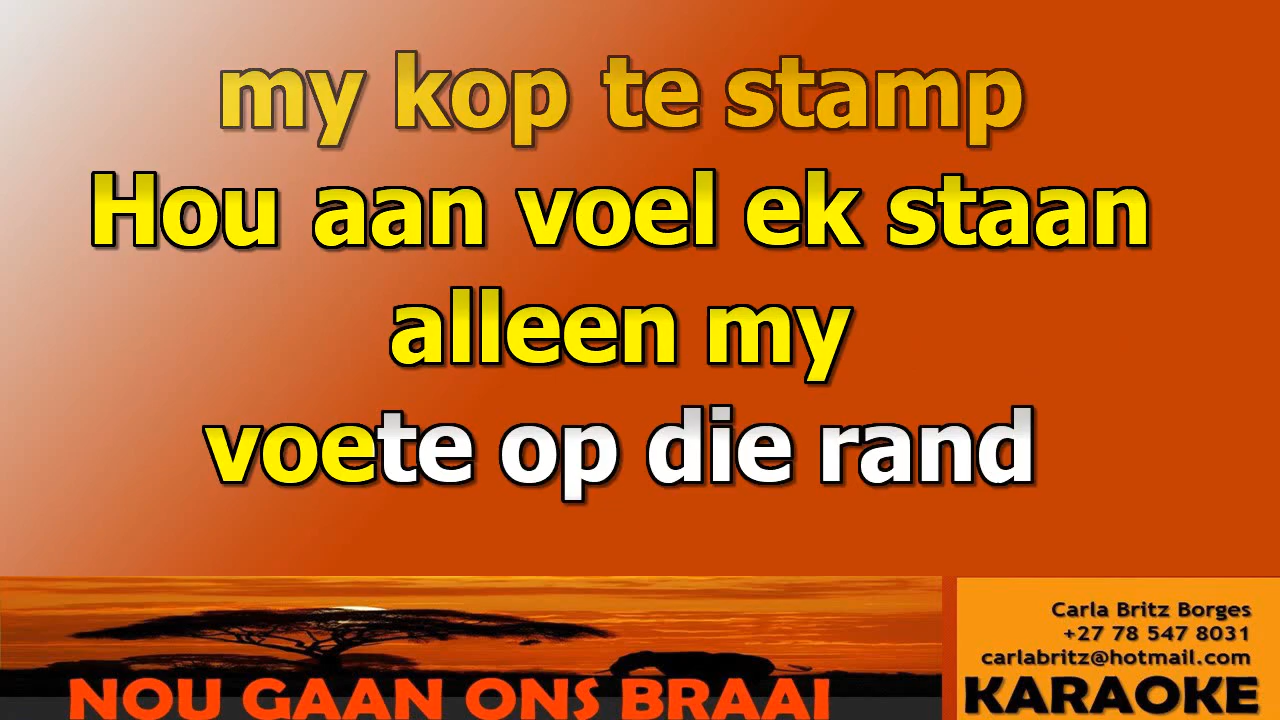 my kop te stamp
Hou aan voel ek staan
alleen my
voete op die rand
Carla Britz Borges
+27 78 547 8031
carlabritz@hotmail.com
NOU GAAN ONS BRAAI
KARAOKE